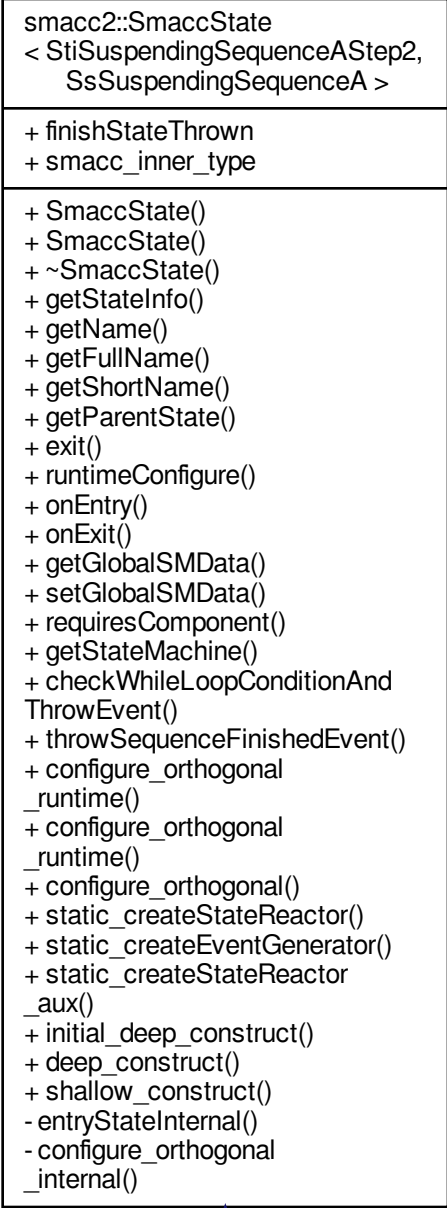 smacc2::SmaccState
< StiSuspendingSequenceAStep2,
SsSuspendingSequenceA >
+ finishStateThrown
+ smacc_inner_type
+ SmaccState()
+ SmaccState()
+ ~SmaccState()
+ getStateInfo()
+ getName()
+ getFullName()
+ getShortName()
+ getParentState()
+ exit()
+ runtimeConfigure()
+ onEntry()
+ onExit()
+ getGlobalSMData()
+ setGlobalSMData()
+ requiresComponent()
+ getStateMachine()
+ checkWhileLoopConditionAnd
ThrowEvent()
+ throwSequenceFinishedEvent()
+ configure_orthogonal
_runtime()
+ configure_orthogonal
_runtime()
+ configure_orthogonal()
+ static_createStateReactor()
+ static_createEventGenerator()
+ static_createStateReactor
_aux()
+ initial_deep_construct()
+ deep_construct()
+ shallow_construct()
- entryStateInternal()
- configure_orthogonal
_internal()